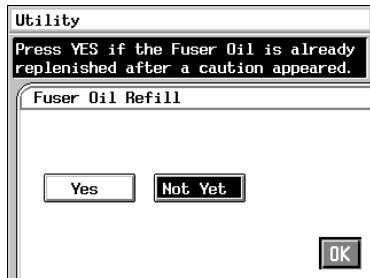 Utility
Press YES if the Fuser Oil is already
replenished after a caution appeared.
Fuser Oil Refill
Yes
Not Yet
OK